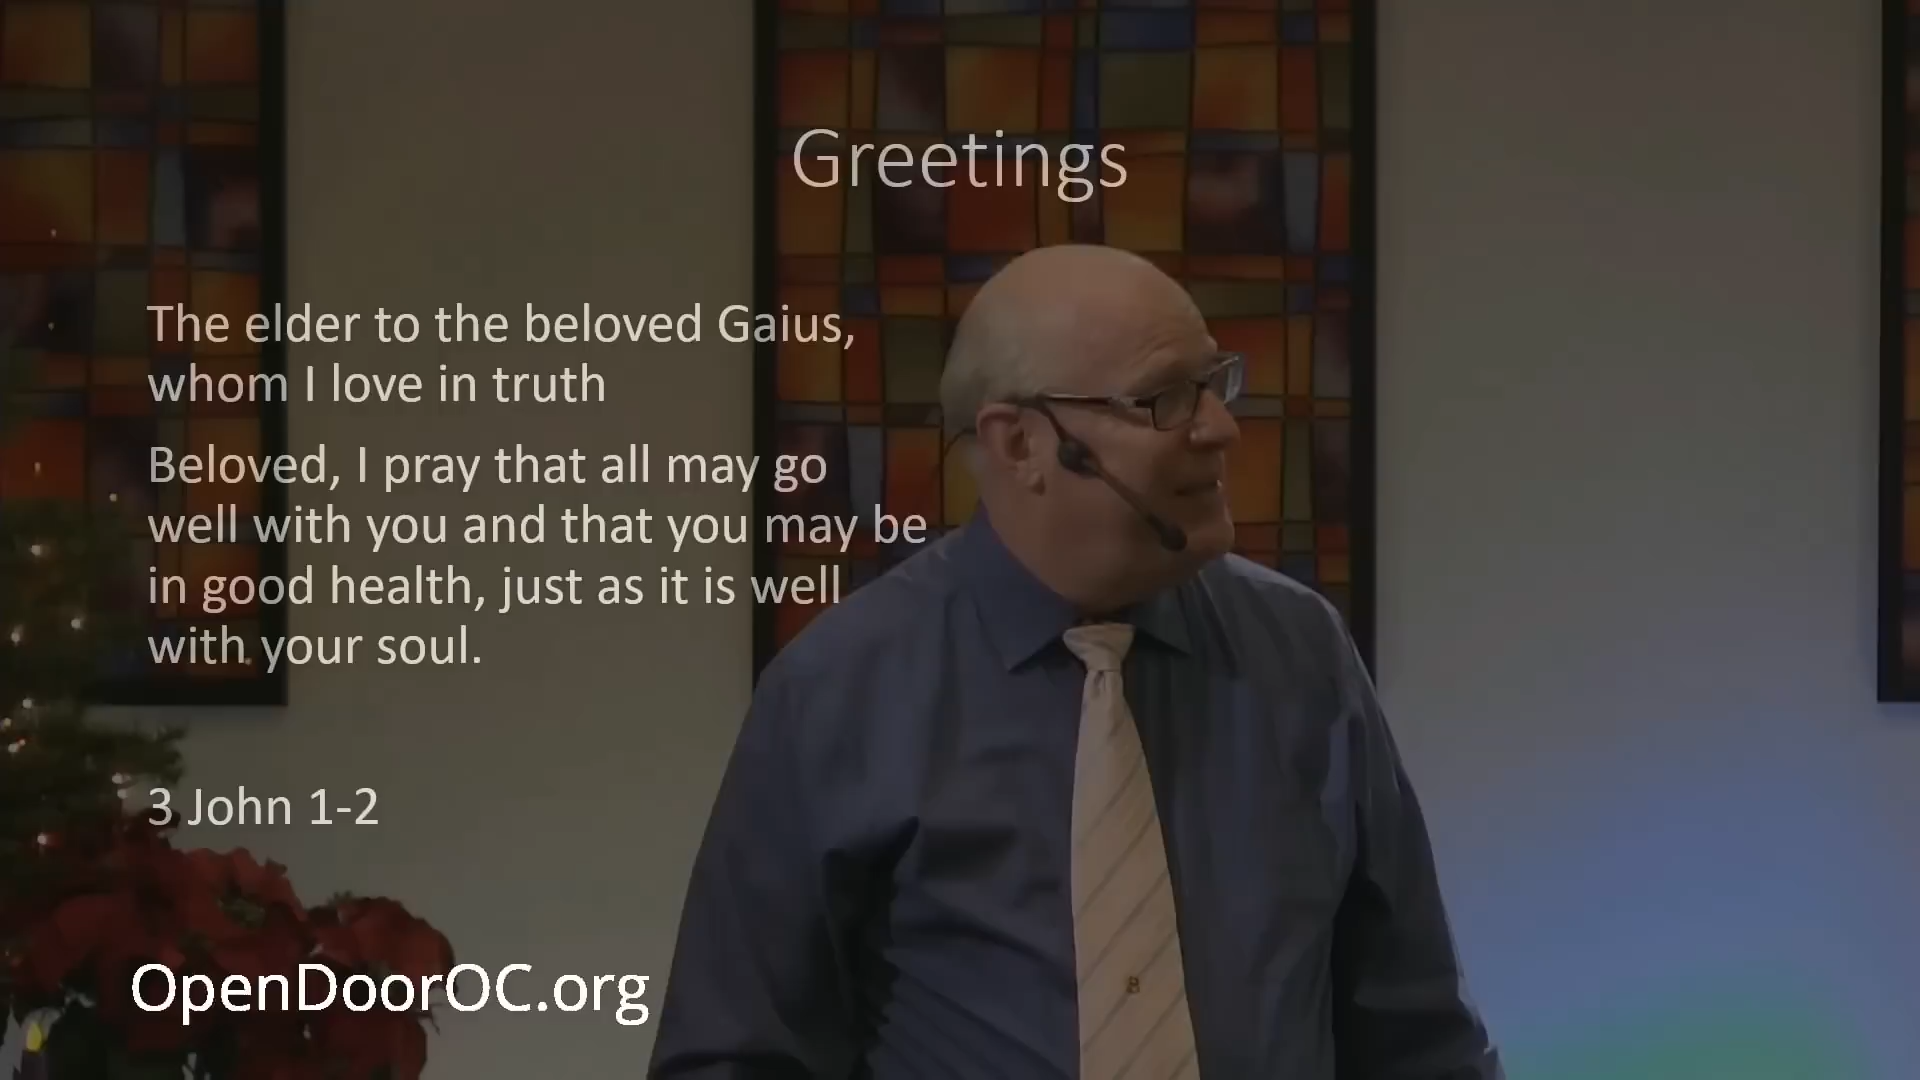 Greetings
The elder to the beloved Gaius,
whom I love in truth
Beloved, I pray that all may go
well with you and that you may be
in good health, just as it is well
with your soul.
3 John 1-2
OpenDoorOC.org